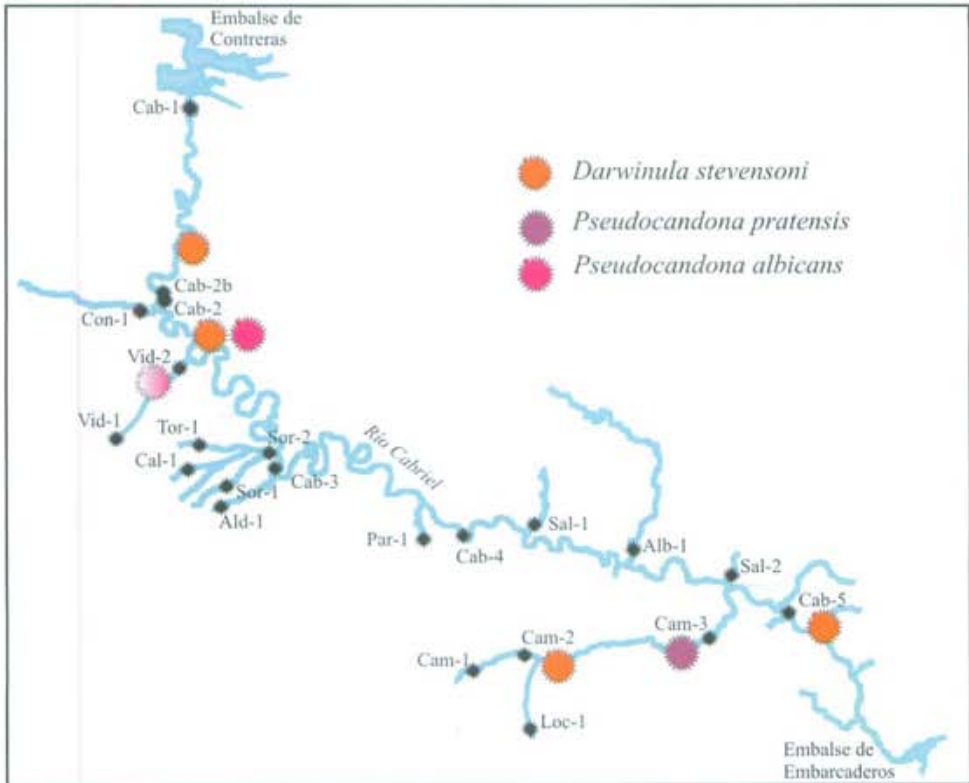 Embalse de
Contreras
Cab-1
Darwinula stevensoni
Pseudocandona pratensis
Pseudocandona albicans
Cab-2b
Cab-2
Con-1
Vid-2
Vid-1
Tor-1
Sor-2
Río Cabriel
Cal-1
Cab-3
Sor-1
Ald-1
Par-1
Cab-4
Sal-1
Alb-1
Sal-2
Cab-5
Cam-3
Cam-2
Cam-1
Loc-1
Embalse de
Embarcaderos